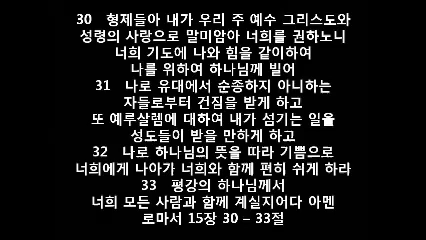 30 형제들아 내가 우리 주 예수 그리스도와
성령의 사랑으로 말미암아 너희를 권하노니
너희 기도에 나와 힘을 같이하여
나를 위하여 하나님께 빌어
31 나로 유대에서 순종하지 아니하는
자들로부터 건짐을 받게 하고
또 예루살렘에 대하여 내가 섬기는 일을
성도들이 받을 만하게 하고
32 나로 하나님의 뜻을 따라 기쁨으로
너희에게 나아가 너희와 함께 편히 쉬게 하라
33 평강의 하나님께서
너희 모든 사람과 함께 계실지어다 아멘
로마서 15장 30 – 33절